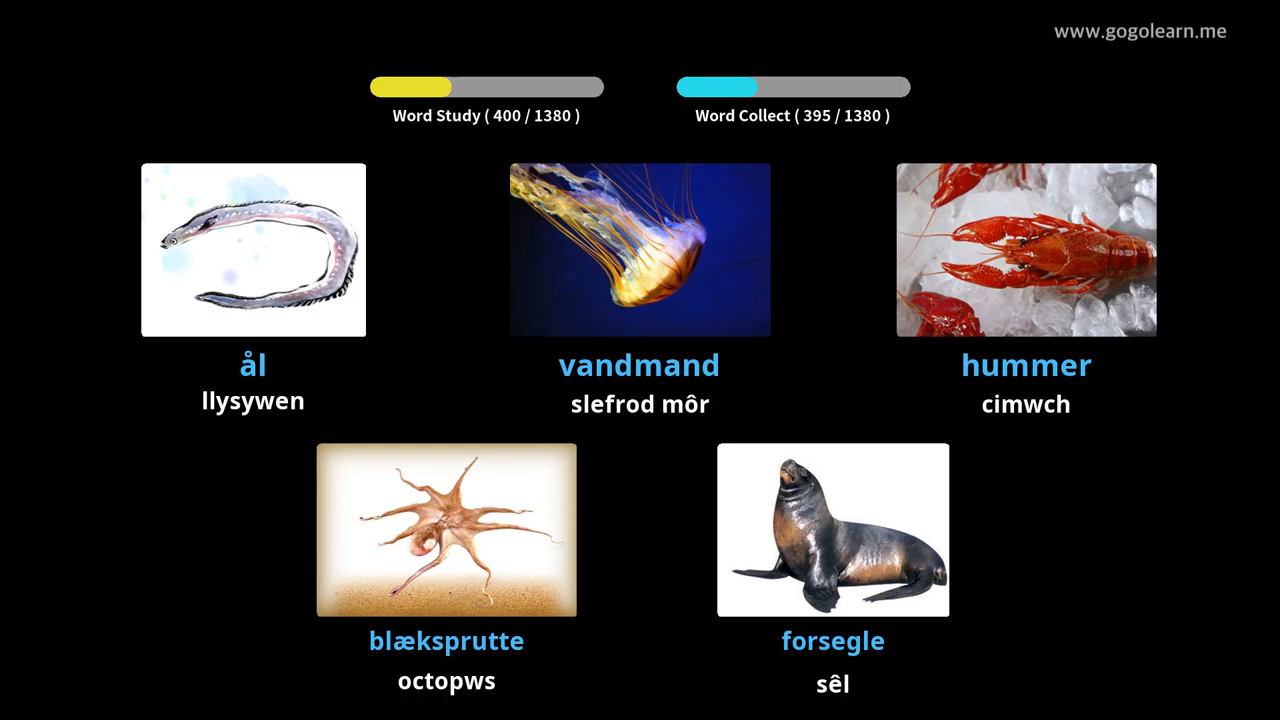 www.gogolearn.me
Word Study ( 400 / 1380 )
Word Collect ( 395 / 1380 )
ål
vandmand
hummer
llysywen
slefrod môr
cimwch
blæksprutte
forsegle
octopws
sêl